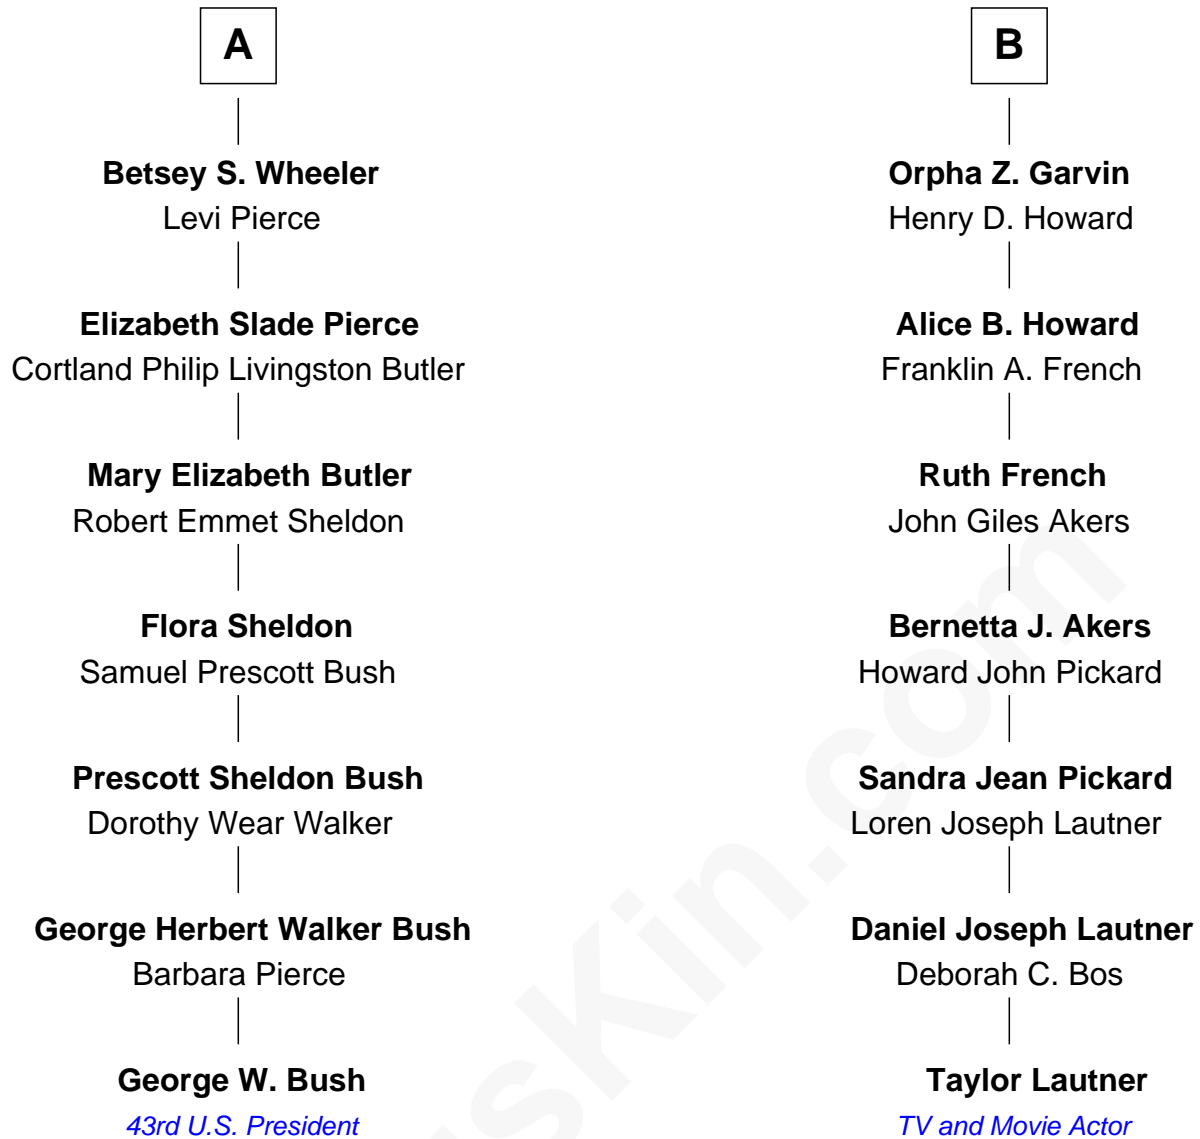 A
B
Betsey S. Wheeler
Levi Pierce
Orpha Z. Garvin
Henry D. Howard
Elizabeth Slade Pierce
Cortland Philip Livingston Butler
Alice B. Howard
Franklin A. French
Mary Elizabeth Butler
Robert Emmet Sheldon
Ruth French
John Giles Akers
Flora Sheldon
Samuel Prescott Bush
Bernetta J. Akers
Howard John Pickard
Prescott Sheldon Bush
Dorothy Wear Walker
Sandra Jean Pickard
Loren Joseph Lautner
George Herbert Walker Bush
Barbara Pierce
Daniel Joseph Lautner
Deborah C. Bos
George W. Bush
43rd U.S. President
Taylor Lautner
TV and Movie Actor
sKin.com